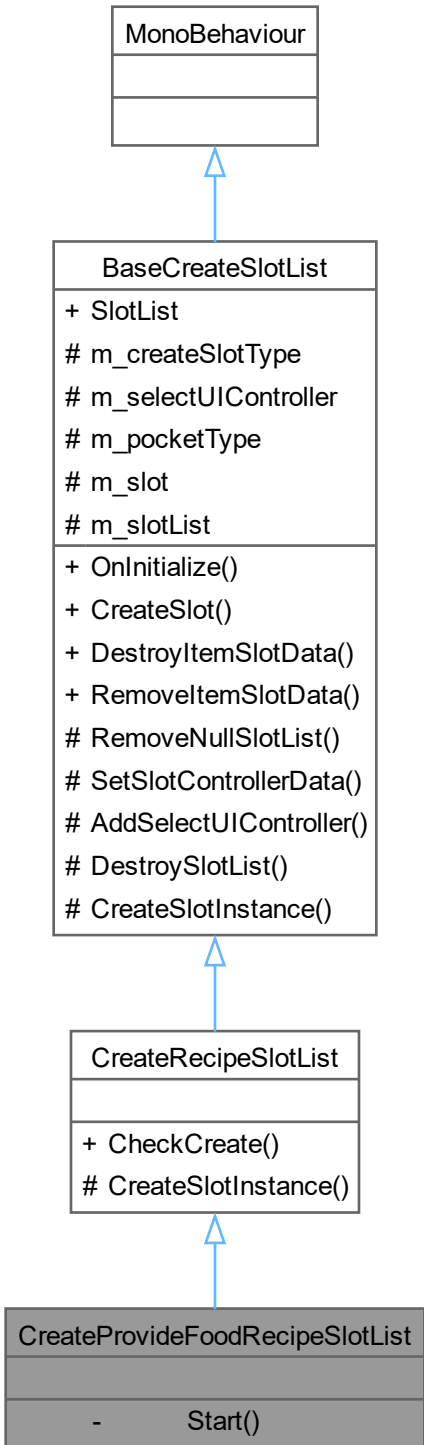 MonoBehaviour
BaseCreateSlotList
+ SlotList
# m_createSlotType
# m_selectUIController
# m_pocketType
# m_slot
# m_slotList
+ OnInitialize()
+ CreateSlot()
+ DestroyItemSlotData()
+ RemoveItemSlotData()
# RemoveNullSlotList()
# SetSlotControllerData()
# AddSelectUIController()
# DestroySlotList()
# CreateSlotInstance()
CreateRecipeSlotList
+ CheckCreate()
# CreateSlotInstance()
CreateProvideFoodRecipeSlotList
- Start()